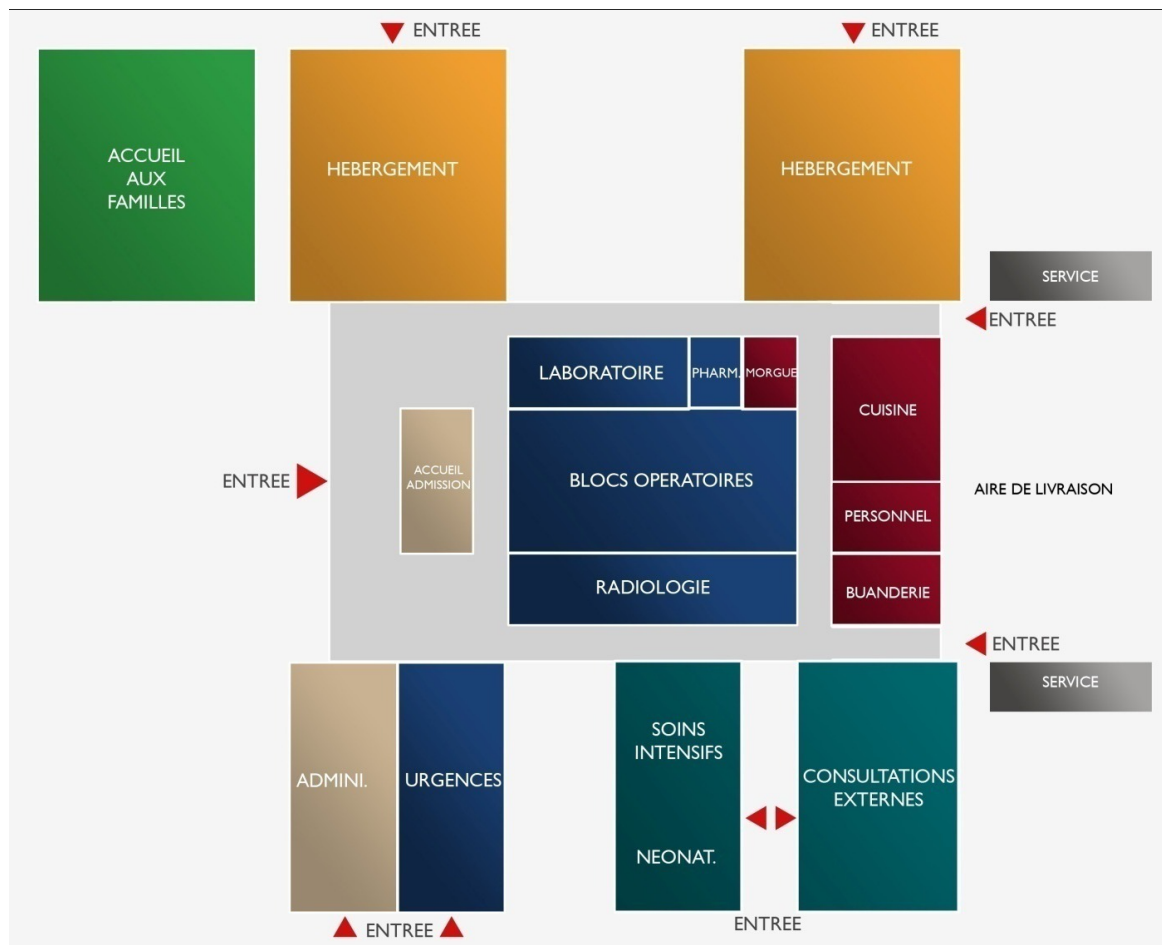 ENTREE
ENTREE
ACCUEIL
AUX
FAMILLES
HEBERGEMENT
HEBERGEMENT
SERVICE
ENTREE
LABORATOIRE
PHARM.
MORGUE
CUISINE
ENTREE
ACCUEIL
ADMISSION
BLOCS OPERATOIRES
AIRE DE LIVRAISON
PERSONNEL
RADIOLOGIE
BUANDERIE
ENTREE
SERVICE
ADMINI.
URGENCES
SOINS
INTENSIFS
NEONAT.
CONSULTATIONS
EXTERNES
ENTREE
ENTREE